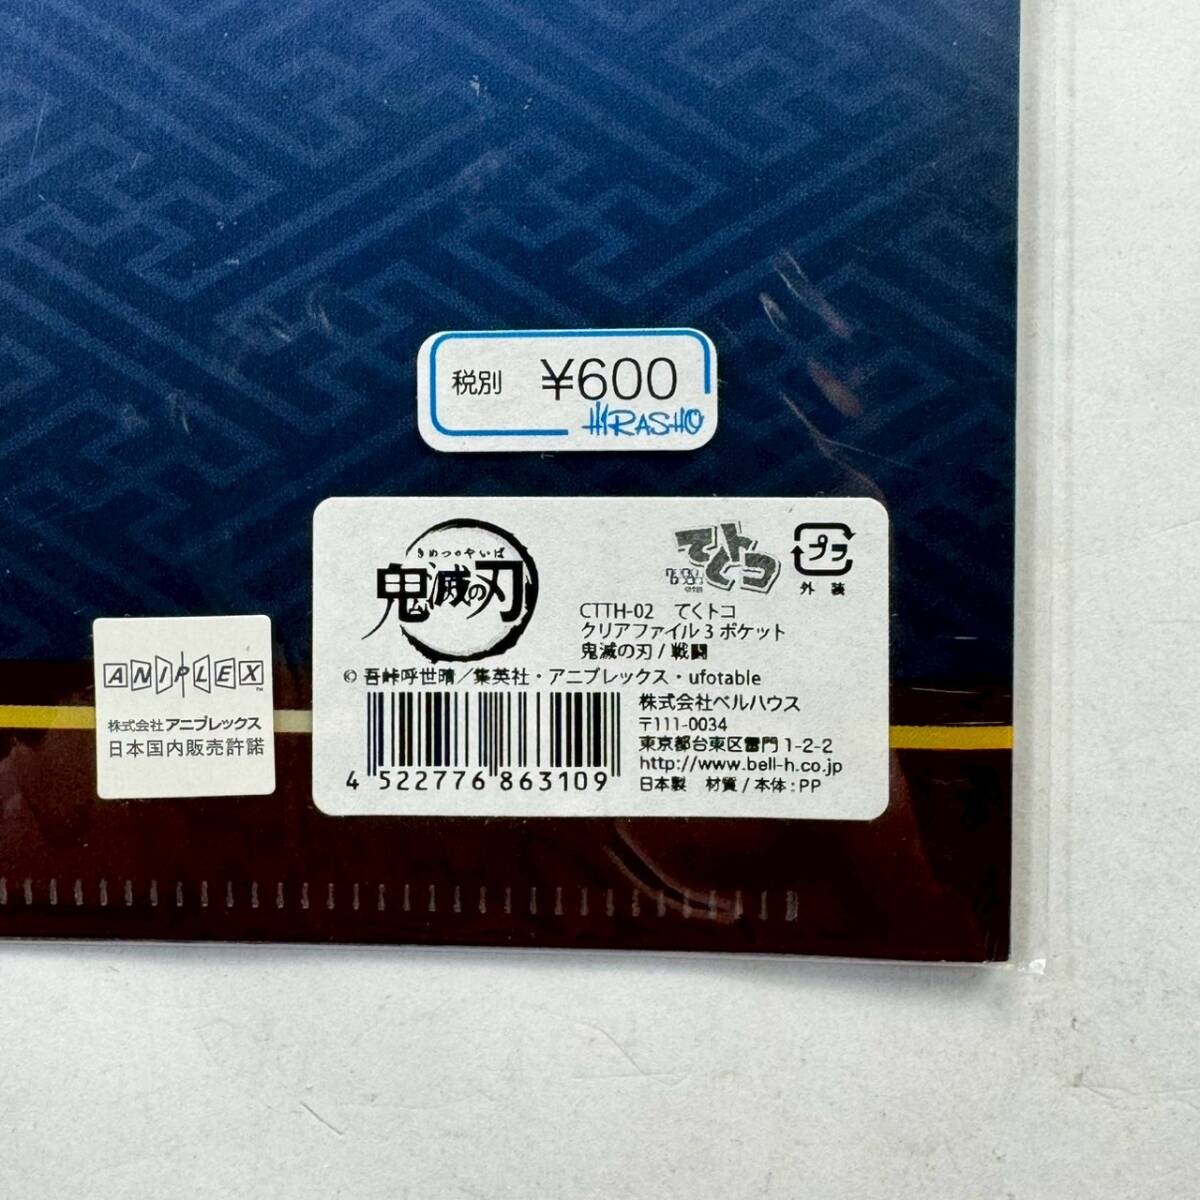 税別 ¥600
HIRASHO
きめつのやいば
鬼滅の刃
てくトコ
プラ
外装
CTTH-02 てくトコ
クリアファイル3ポケット
鬼滅の刃/戦闘
© 吾峠呼世晴／集英社・アニプレックス・ufotable
株式会社ベルハウス
〒111-0034
東京都台東区雷門1-2-2
http://www.bell-h.co.jp
日本製 材質/本体:PP
4 522776 863109
ANIPLEX
株式会社アニプレックス
日本国内販売許諾